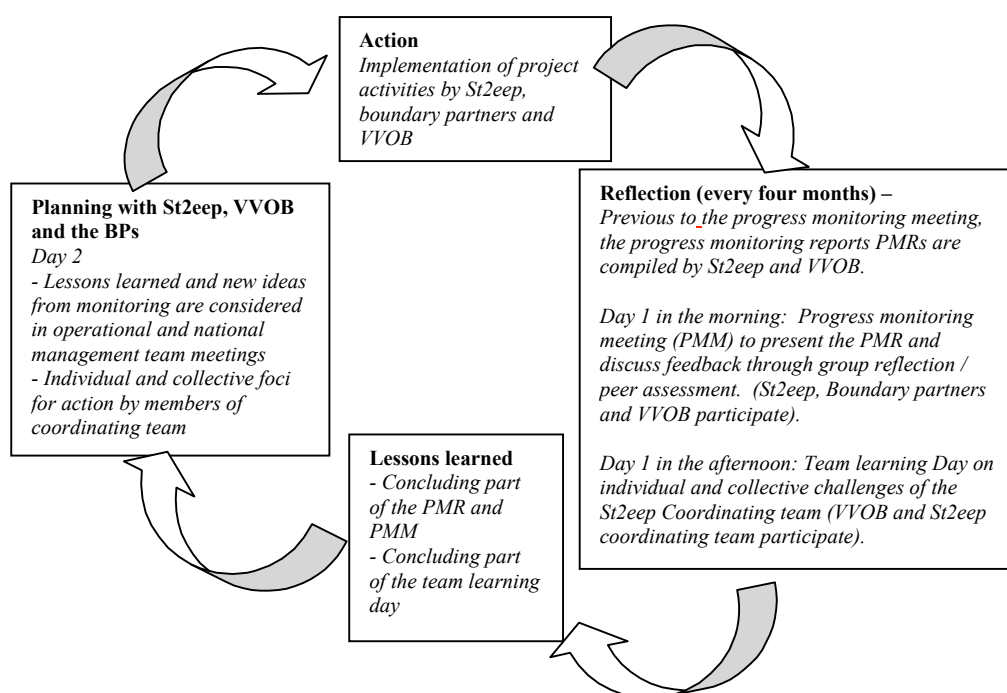 Action
Implementation of project
activities by St2eep,
boundary partners and
VVOB
Reflection (every four months) –
Previous to the progress monitoring meeting,
the progress monitoring reports PMRs are
compiled by St2eep and VVOB.
Day 1 in the morning: Progress monitoring
meeting (PMM) to present the PMR and
discuss feedback through group reflection /
peer assessment. (St2eep, Boundary partners
and VVOB participate).
Day 1 in the afternoon: Team learning Day on
individual and collective challenges of the
St2eep Coordinating team (VVOB and St2eep
coordinating team participate).
Lessons learned
- Concluding part
of the PMR and
PMM
- Concluding part
of the team learning
day
Planning with St2eep, VVOB
and the BPs
Day 2
- Lessons learned and new ideas
from monitoring are considered
in operational and national
management team meetings
- Individual and collective foci
for action by members of
coordinating team